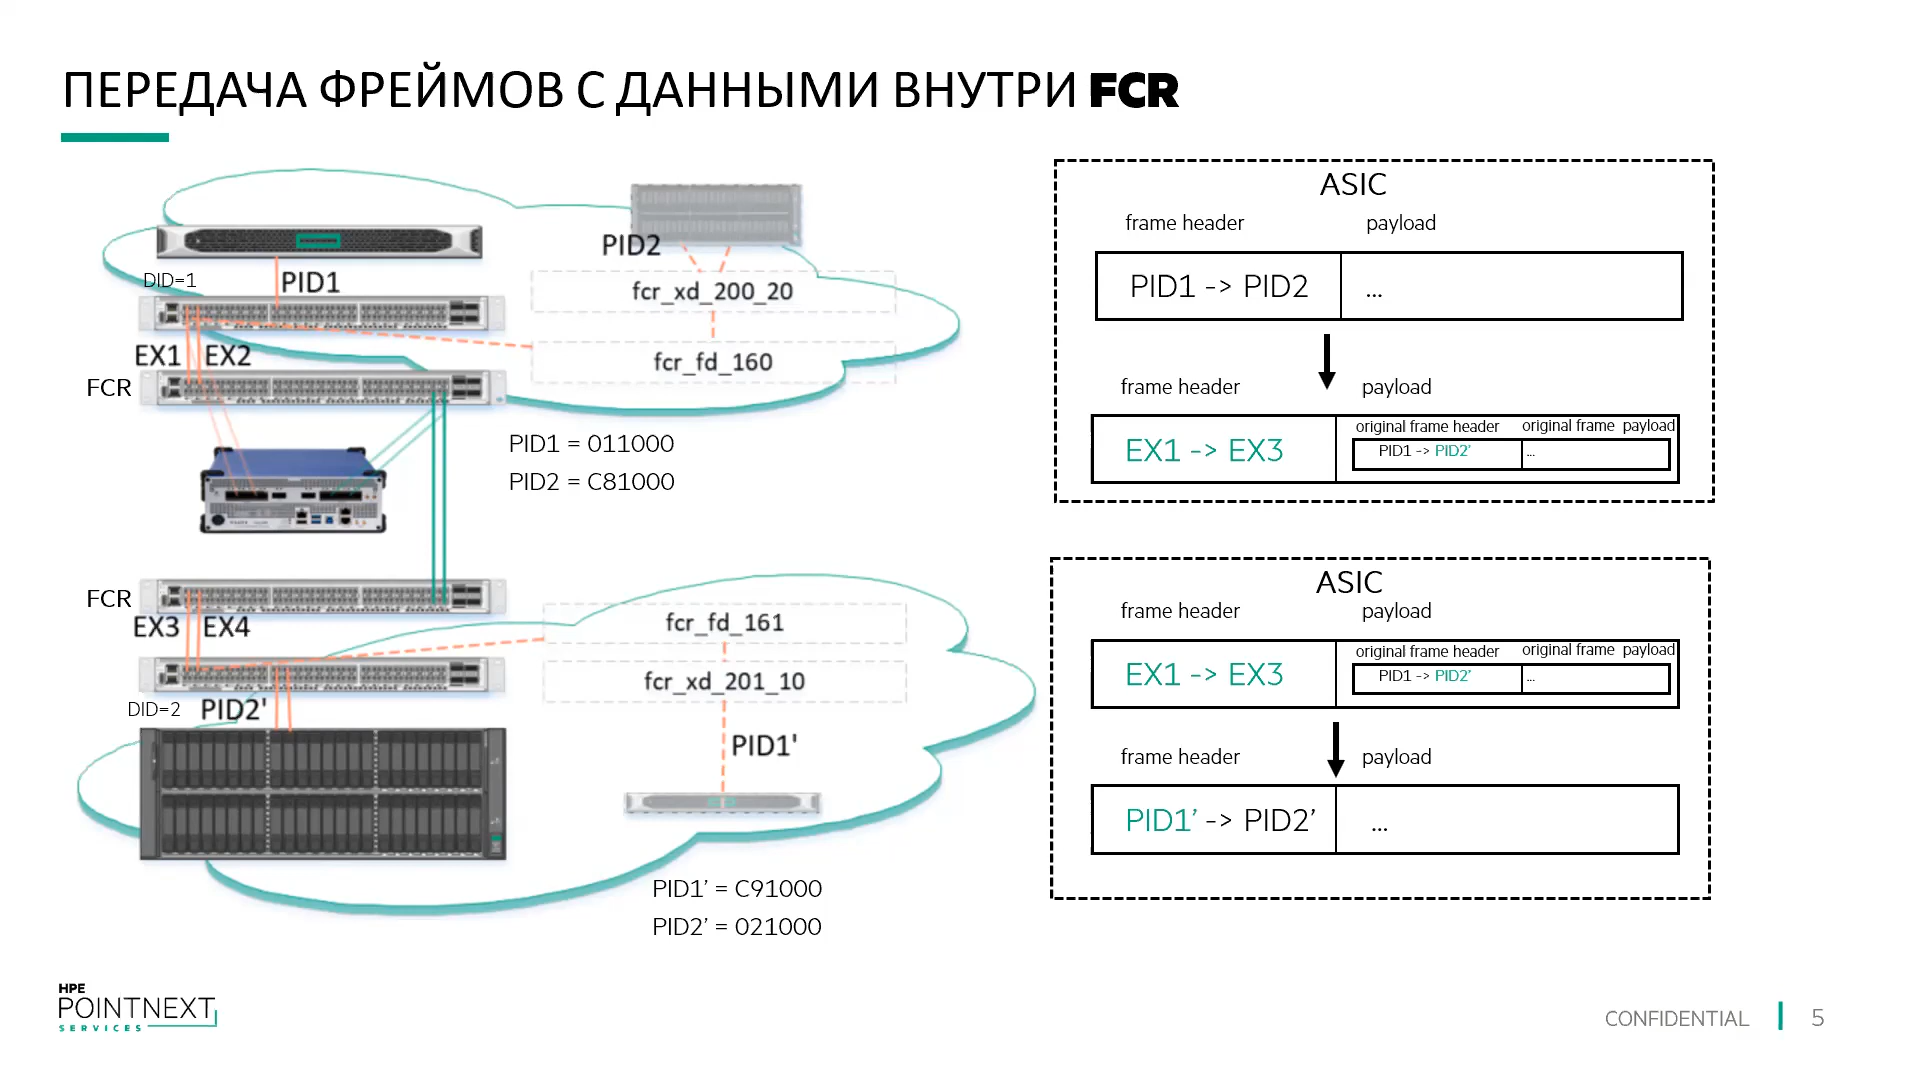 ПЕРЕДАЧА ФРЕЙМОВ С ДАННЫМИ ВНУТРИ FCR
DID=1
PID1
PID2
fcr_xd_200_20
EX1
EX2
fcr_fd_160
FCR
PID1 = 011000
PID2 = C81000
FCR
EX3
EX4
fcr_fd_161
fcr_xd_201_10
DID=2
PID2'
PID1'
PID1’ = C91000
PID2’ = 021000
ASIC
frame header
payload
PID1 -> PID2
...
frame header
payload
EX1 -> EX3
original frame header
original frame payload
PID1 -> PID2’
...
ASIC
frame header
payload
EX1 -> EX3
original frame header
original frame payload
PID1 -> PID2’
...
frame header
payload
PID1’ -> PID2’
...
HPE
POINTNEXT
SERVICES
CONFIDENTIAL
5